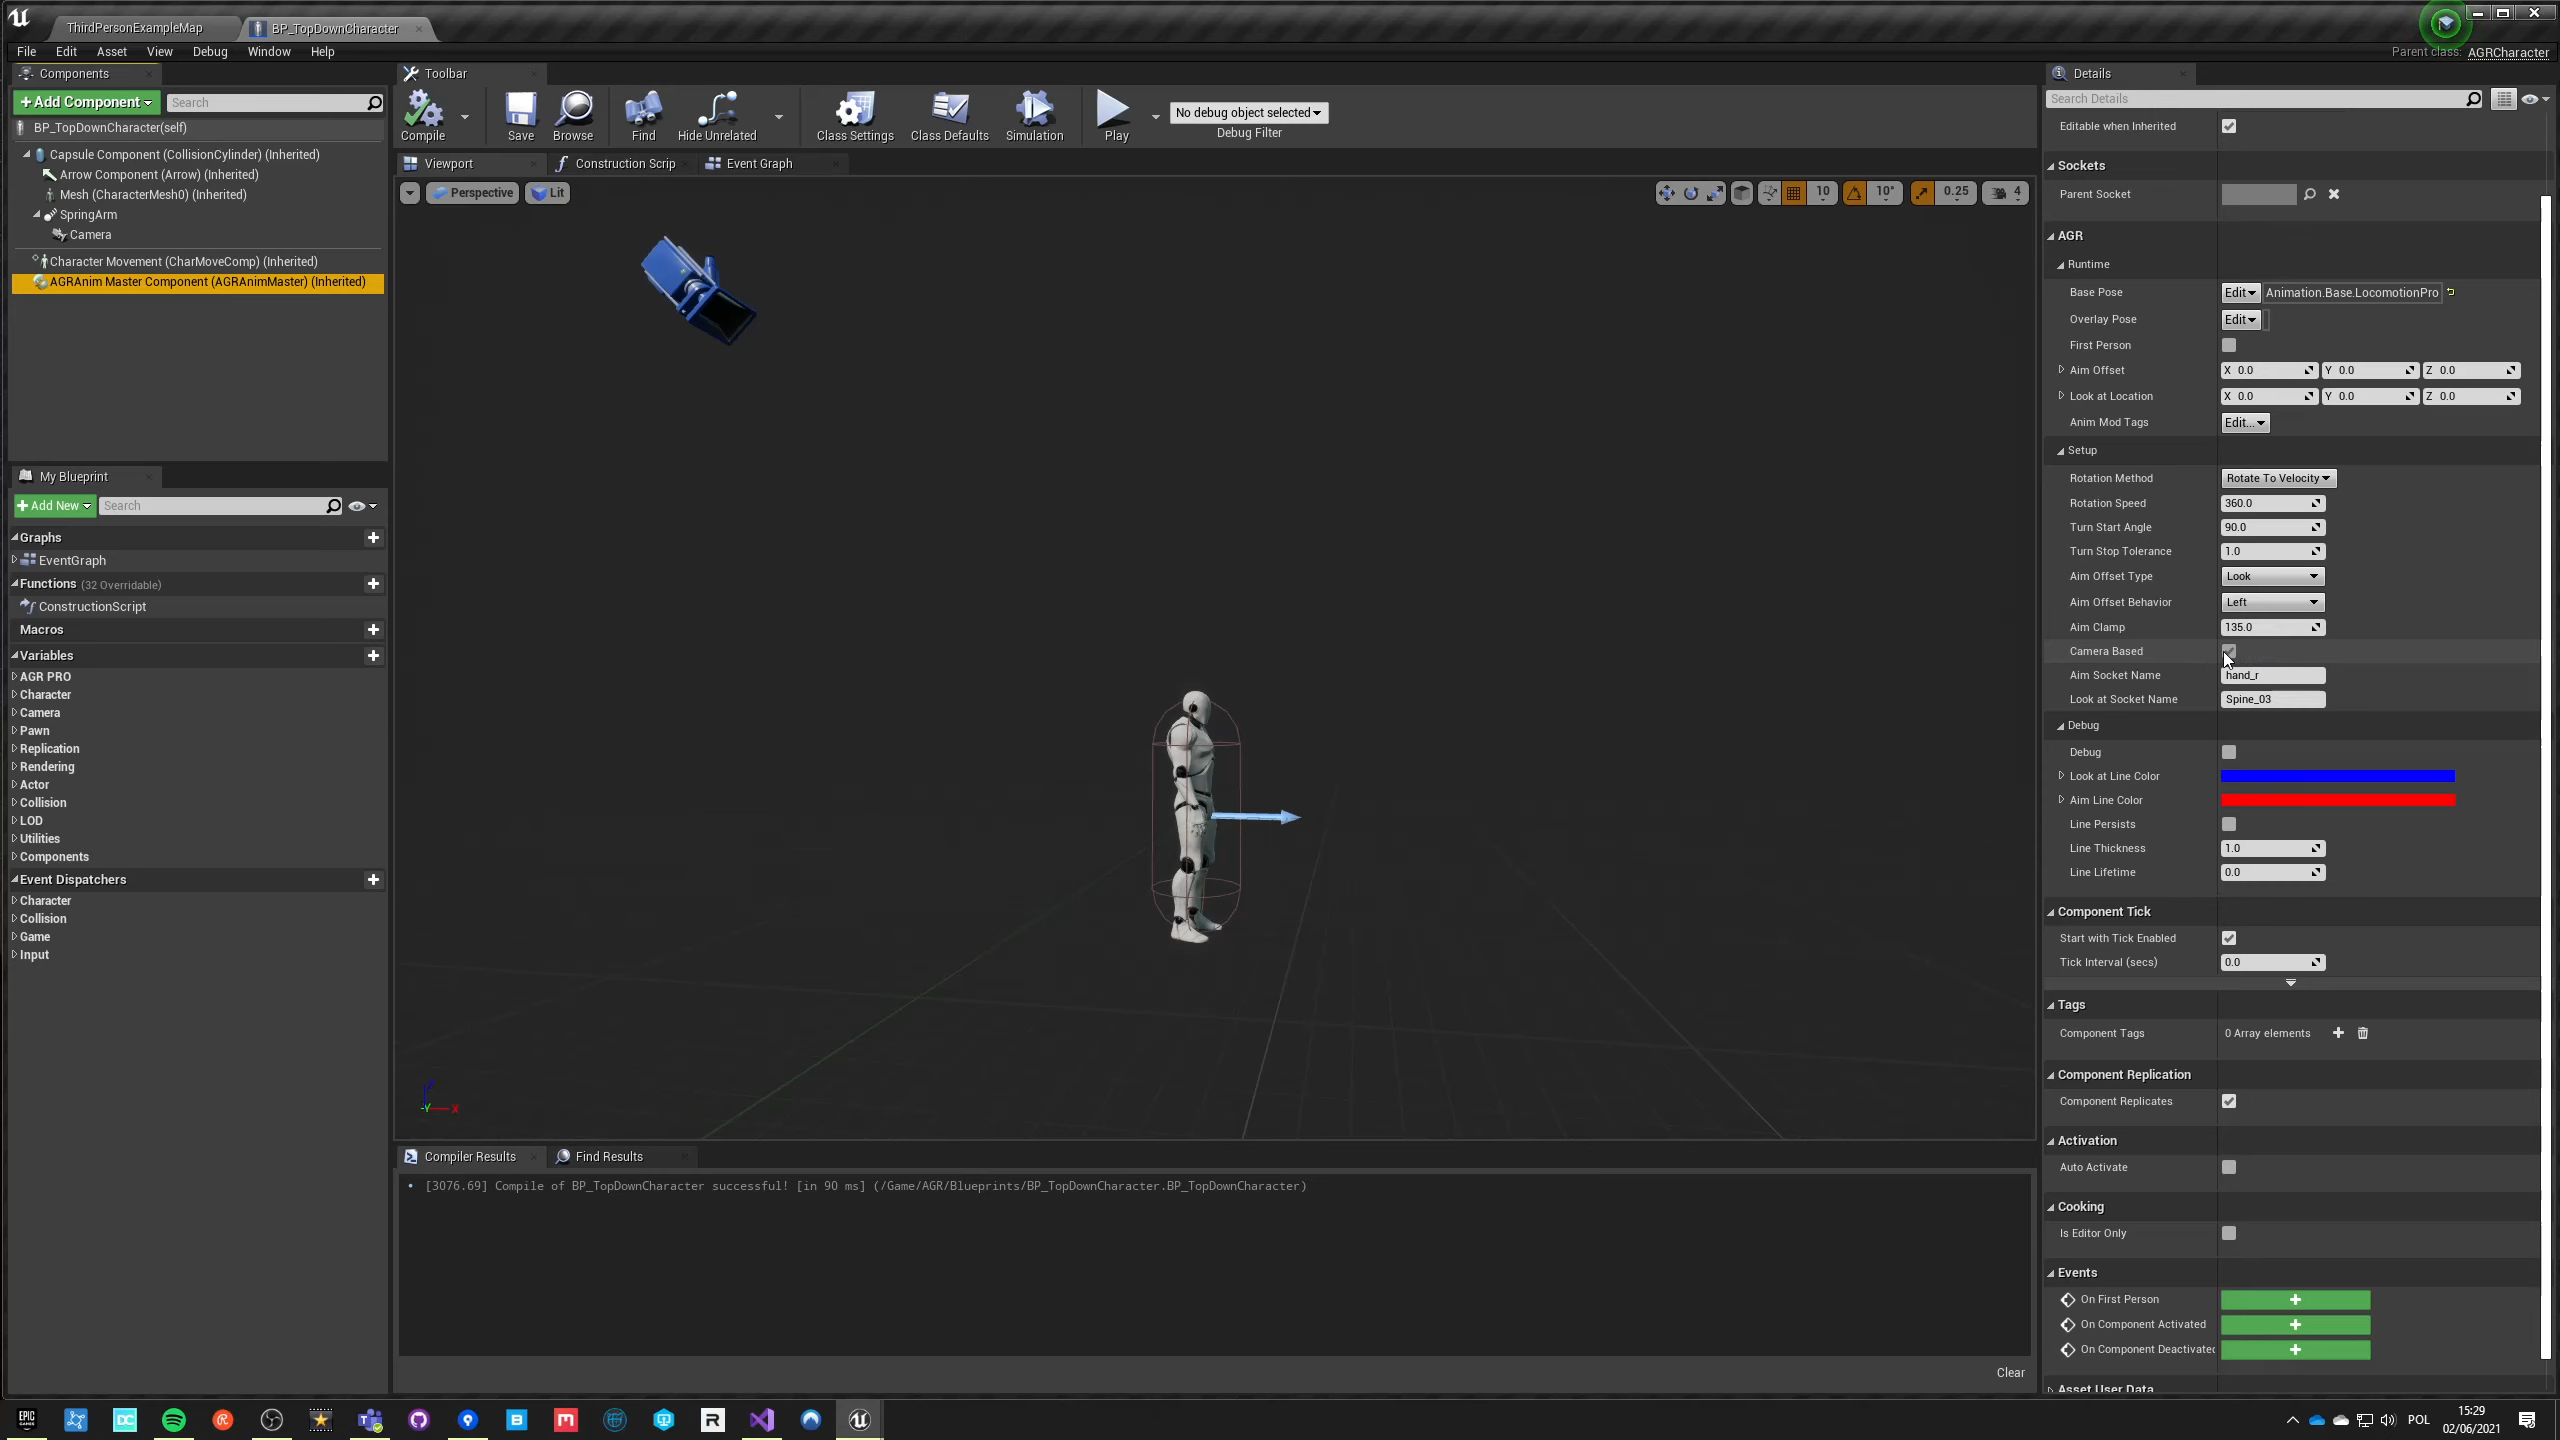 ThirdPersonExampleMap
BP_TopDownCharacter
File Edit Asset View Debug Window Help
Parent class: AGRCharacter
Components
+Add Component
Search
BP_TopDownCharacter(self)
Capsule Component (CollisionCylinder) (Inherited)
Arrow Component (Arrow) (Inherited)
Mesh (CharacterMesh0) (Inherited)
SpringArm
Camera
Character Movement (CharMoveComp) (Inherited)
AGRAnim Master Component (AGRAnimMaster) (Inherited)
My Blueprint
+Add New
Search
Graphs
EventGraph
Functions (32 Overridable)
ConstructionScript
Macros
Variables
AGR PRO
Character
Camera
Pawn
Replication
Rendering
Actor
Collision
LOD
Utilities
Components
Event Dispatchers
Character
Collision
Game
Input
Toolbar
Compile
Save
Browse
Find
Hide Unrelated
Class Settings
Class Defaults
Simulation
Play
No debug object selected
Debug Filter
Viewport
Construction Scrip
Event Graph
Perspective
Lit
10
10°
0.25
4
-Y
X
Compiler Results
Find Results
• [3076.69] Compile of BP_TopDownCharacter successful! [in 90 ms] (/Game/AGR/Blueprints/BP_TopDownCharacter.BP_TopDownCharacter)
Clear
Details
Search Details
Editable when Inherited
Sockets
Parent Socket
AGR
Runtime
Base Pose Edit Animation.Base.LocomotionPro
Overlay Pose Edit
First Person
Aim Offset X 0.0 Y 0.0 Z 0.0
Look at Location X 0.0 Y 0.0 Z 0.0
Anim Mod Tags Edit...
Setup
Rotation Method Rotate To Velocity
Rotation Speed 360.0
Turn Start Angle 90.0
Turn Stop Tolerance 1.0
Aim Offset Type Look
Aim Offset Behavior Left
Aim Clamp 135.0
Camera Based
Aim Socket Name hand_r
Look at Socket Name Spine_03
Debug
Debug
Look at Line Color
Aim Line Color
Line Persists
Line Thickness 1.0
Line Lifetime 0.0
Component Tick
Start with Tick Enabled
Tick Interval (secs) 0.0
Tags
Component Tags 0 Array elements
Component Replication
Component Replicates
Activation
Auto Activate
Cooking
Is Editor Only
Events
On First Person
On Component Activated
On Component Deactivated
Asset User Data
EPIC GAMES
DC
B
M
R
POL
15:29
02/06/2021